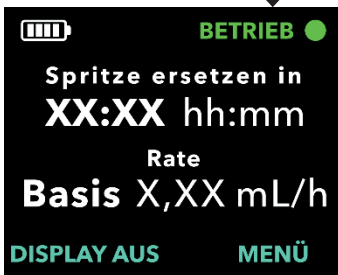 BETRIEB
Spritze ersetzen in
XX:XX hh:mm
Rate
Basis X,XX mL/h
DISPLAY AUS MENÜ